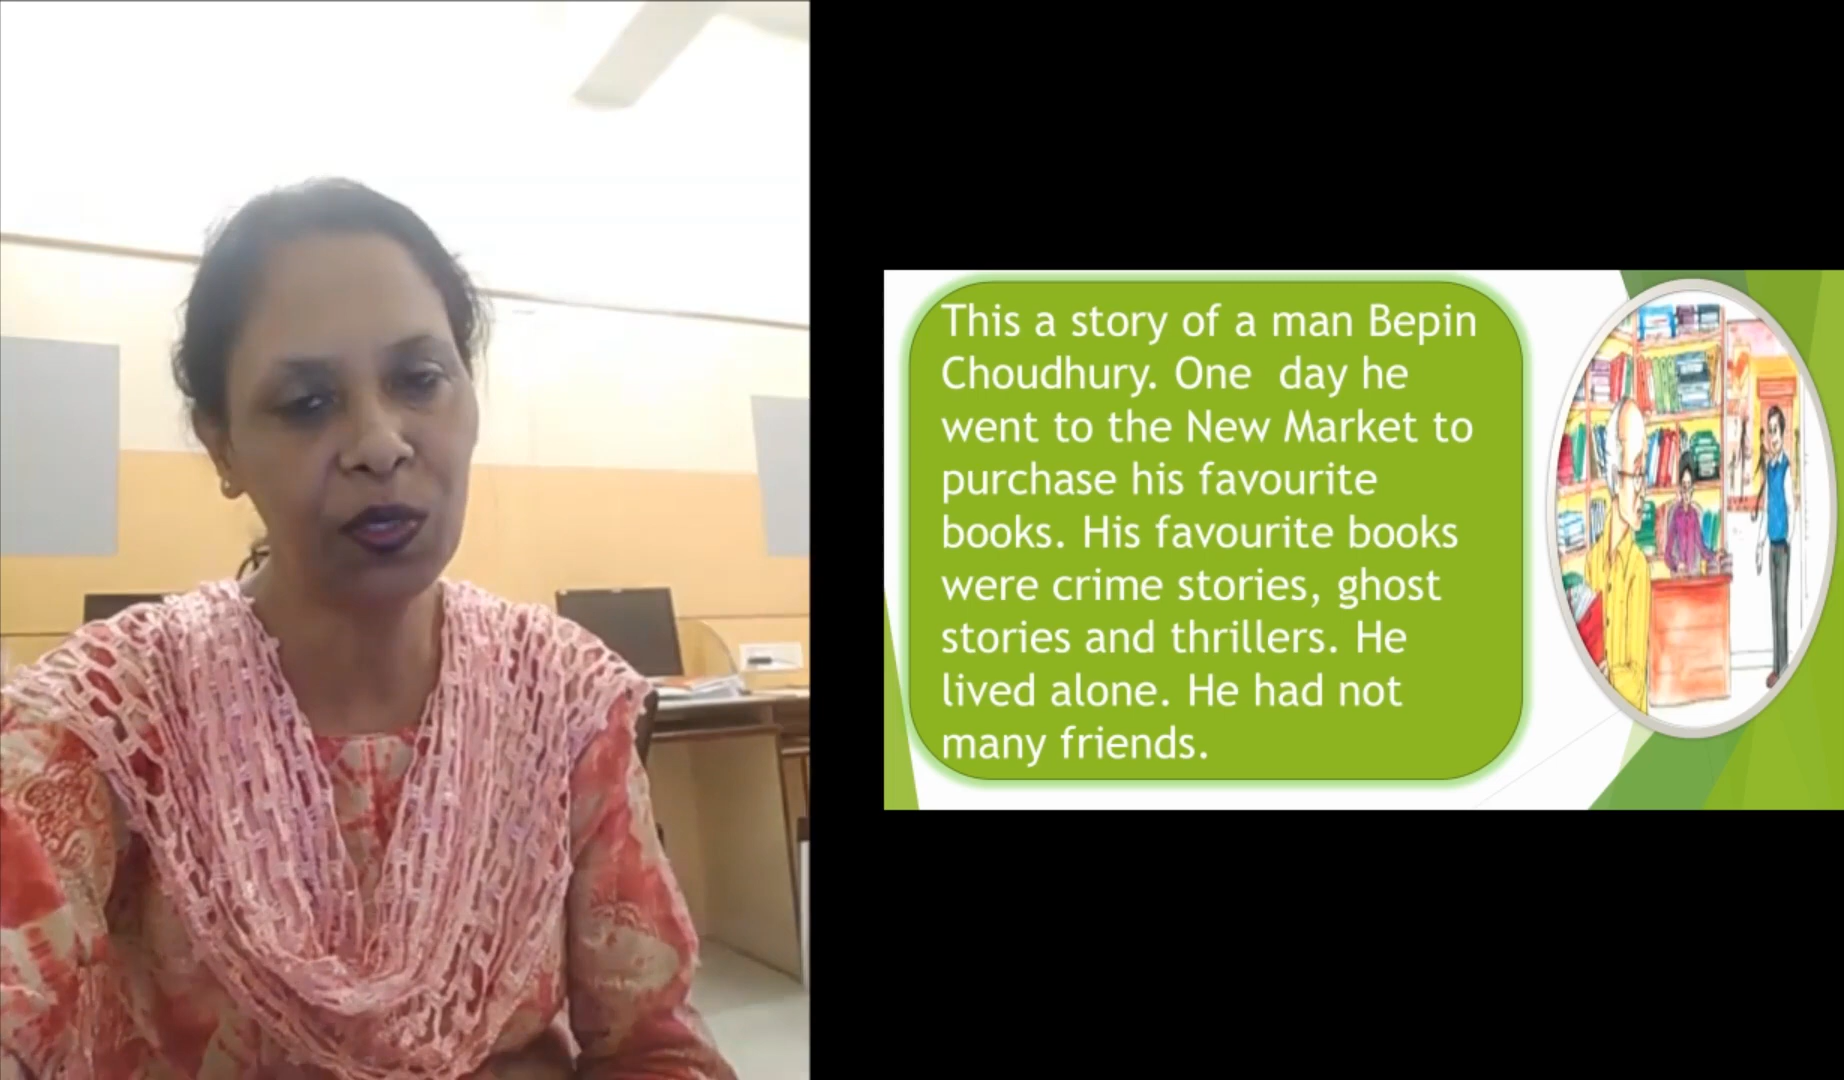 This a story of a man Bepin
Choudhury. One  day he
went to the New Market to
purchase his favourite
books. His favourite books
were crime stories, ghost
stories and thrillers. He
lived alone. He had not
many friends.